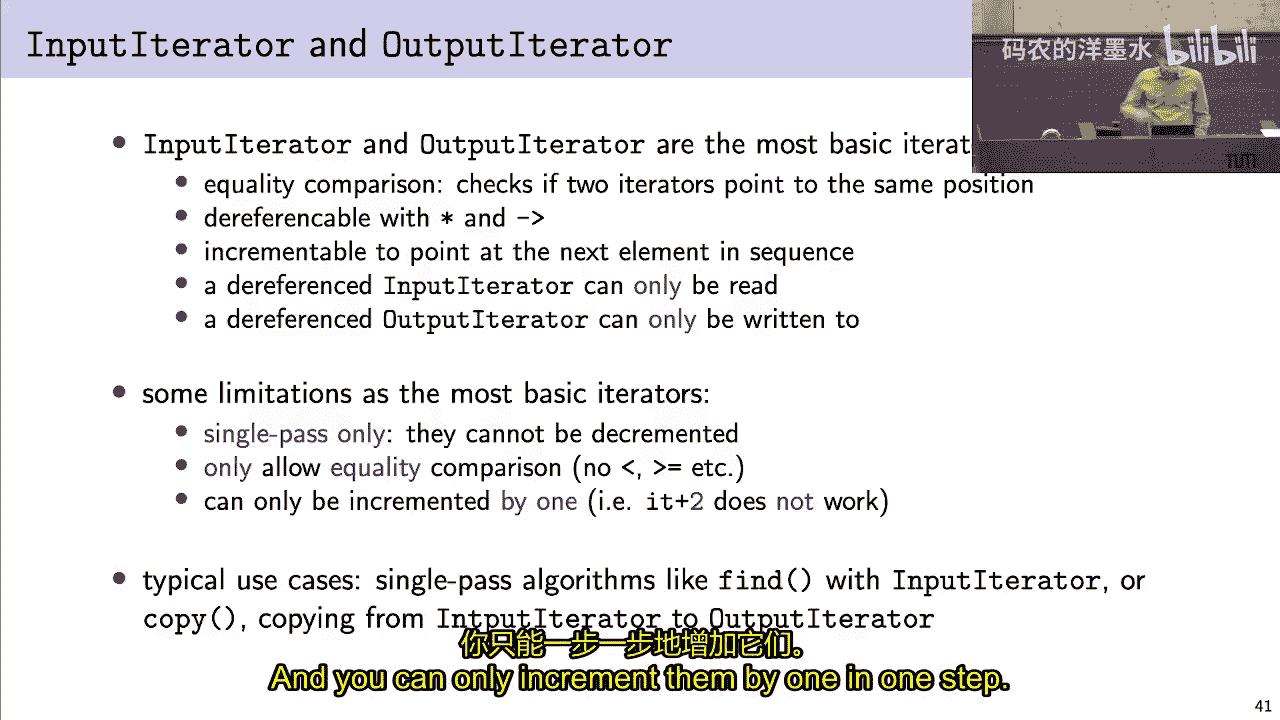 InputIterator and OutputIterator
码农的洋墨水 bilibili
• InputIterator and OutputIterator are the most basic
• equality comparison: checks if two iterators point to the same position
• dereferencable with * and ->
• incrementable to point at the next element in sequence
• a dereferenced InputIterator can only be read
• a dereferenced OutputIterator can only be written to
• some limitations as the most basic iterators:
• single-pass only: they cannot be decremented
• only allow equality comparison (no <, >= etc.)
• can only be incremented by one (i.e. it+2 does not work)
• typical use cases: single-pass algorithms like find() with InputIterator, or
copy(), copying from IntputIterator to OutputIterator
你只能一步一步地增加它们。
And you can only increment them by one in one step.
41